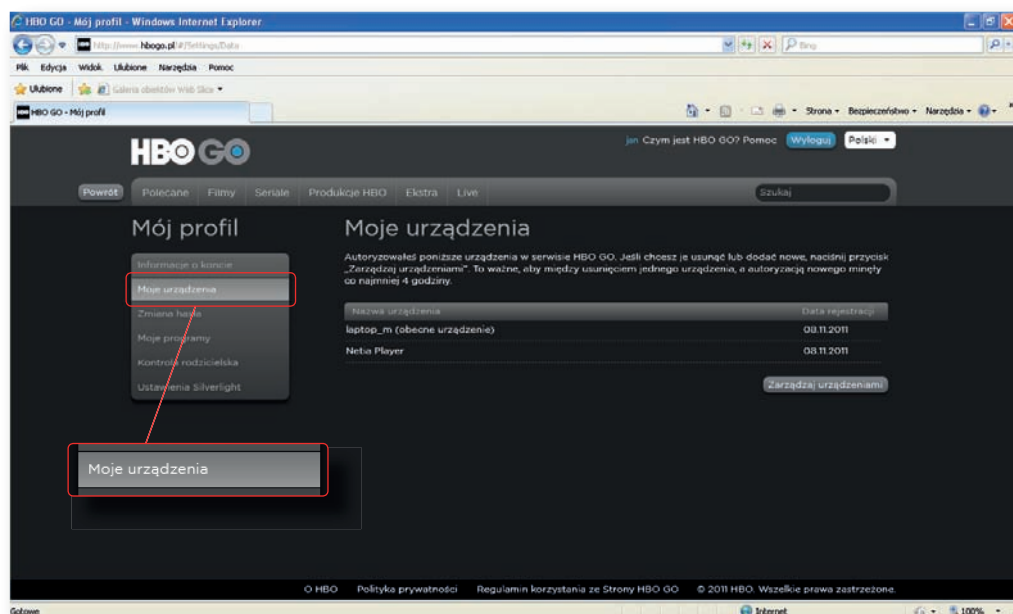 HBO GO - Mój profil - Windows Internet Explorer
http://www.hbogo.pl/#/Settings/Data
Bing
Plik Edycja Widok Ulubione Narzędzia Pomoc
Ulubione Galeria obiektów Web Slice
HBO GO - Mój profil
Strona Bezpieczeństwo Narzędzia
HBO GO
jan Czym jest HBO GO? Pomoc Wyloguj Polski
Powrót Polecane Filmy Seriale Produkcje HBO Ekstra Live Szukaj
Mój profil
Informacje o koncie
Moje urządzenia
Zmiana hasła
Moje programy
Kontrola rodzicielska
Ustawienia Silverlight
Moje urządzenia
Autoryzowałeś poniższe urządzenia w serwisie HBO GO. Jeśli chcesz je usunąć lub dodać nowe, naciśnij przycisk
„Zarządzaj urządzeniami”. To ważne, aby między usunięciem jednego urządzenia, a autoryzacją nowego minęły
co najmniej 4 godziny.
Nazwa urządzenia Data rejestracji
laptop_m (obecne urządzenie) 08.11.2011
Netia Player 08.11.2011
Zarządzaj urządzeniami
Moje urządzenia
O HBO Polityka prywatności Regulamin korzystania ze Strony HBO GO © 2011 HBO. Wszelkie prawa zastrzeżone.
Gotowe Internet 100%